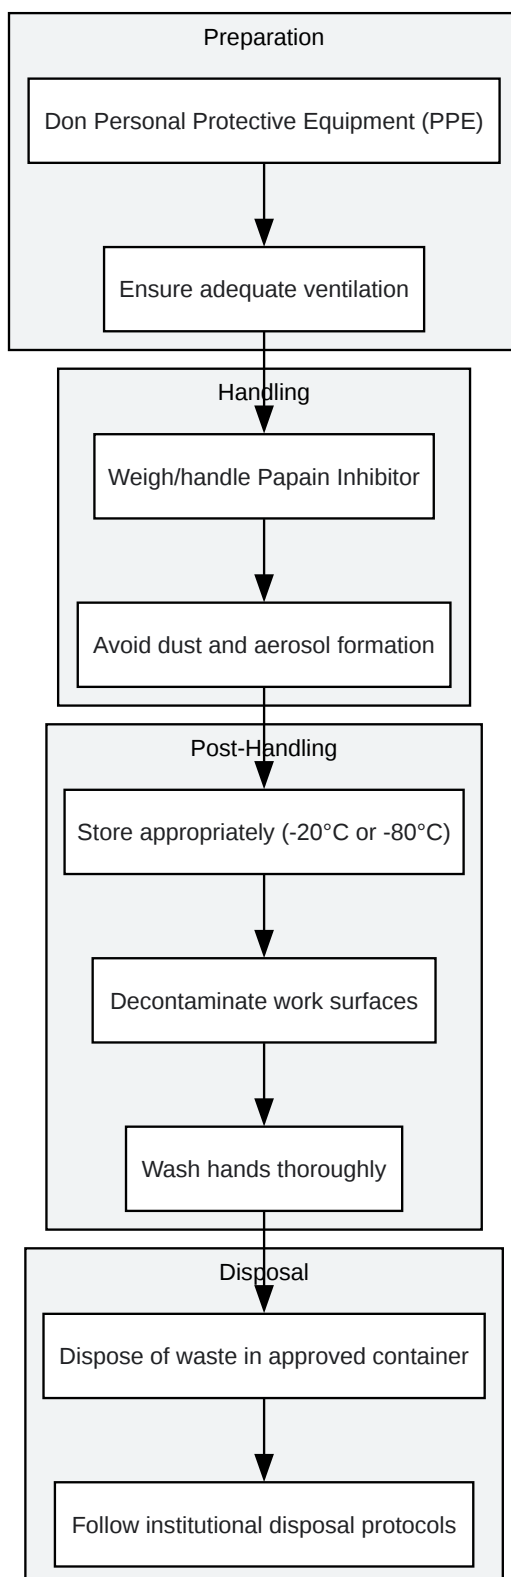 Preparation
Don Personal Protective Equipment (PPE)
Ensure adequate ventilation
Handling
Weigh/handle Papain Inhibitor
Avoid dust and aerosol formation
Post-Handling
Store appropriately (-20°C or -80°C)
Decontaminate work surfaces
Wash hands thoroughly
Disposal
Dispose of waste in approved container
Follow institutional disposal protocols